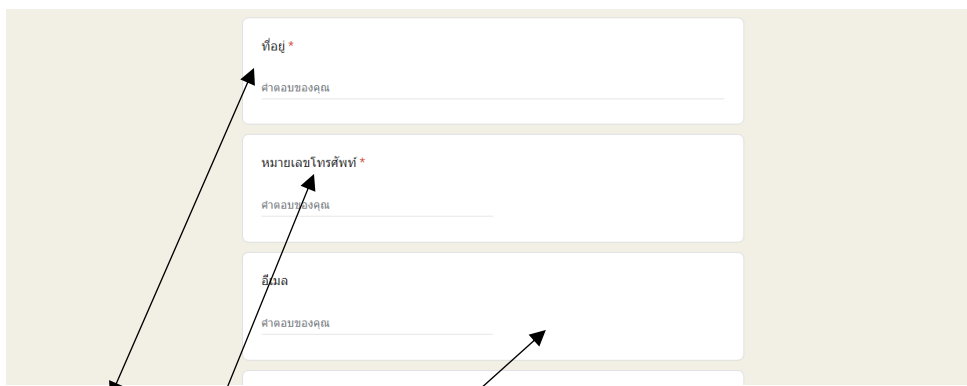 ที่อยู่ *
คำตอบของคุณ
หมายเลขโทรศัพท์ *
คำตอบของคุณ
อีเมล
คำตอบของคุณ